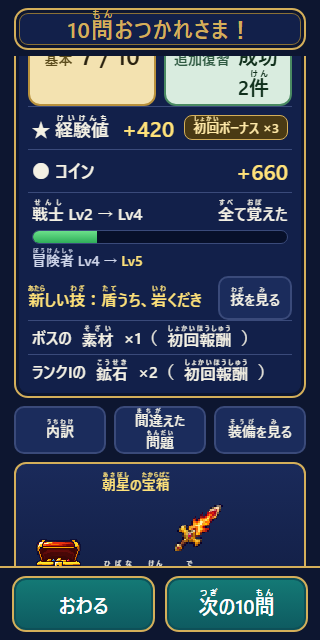 10問おつかれさま！
基本 7 / 10
追加復習 成功
2件
★ 経験値 +420 初回ボーナス ×3
コイン +660
戦士 Lv2 → Lv4 全て覚えた
冒険者 Lv4 → Lv5
新しい技：盾うち、岩くだき 技を見る
ボスの 素材 ×1（ 初回報酬 ）
ランクIの 鉱石 ×2（ 初回報酬 ）
内訳
間違えた
問題
装備を見る
朝星の宝箱
おわる
次の10問